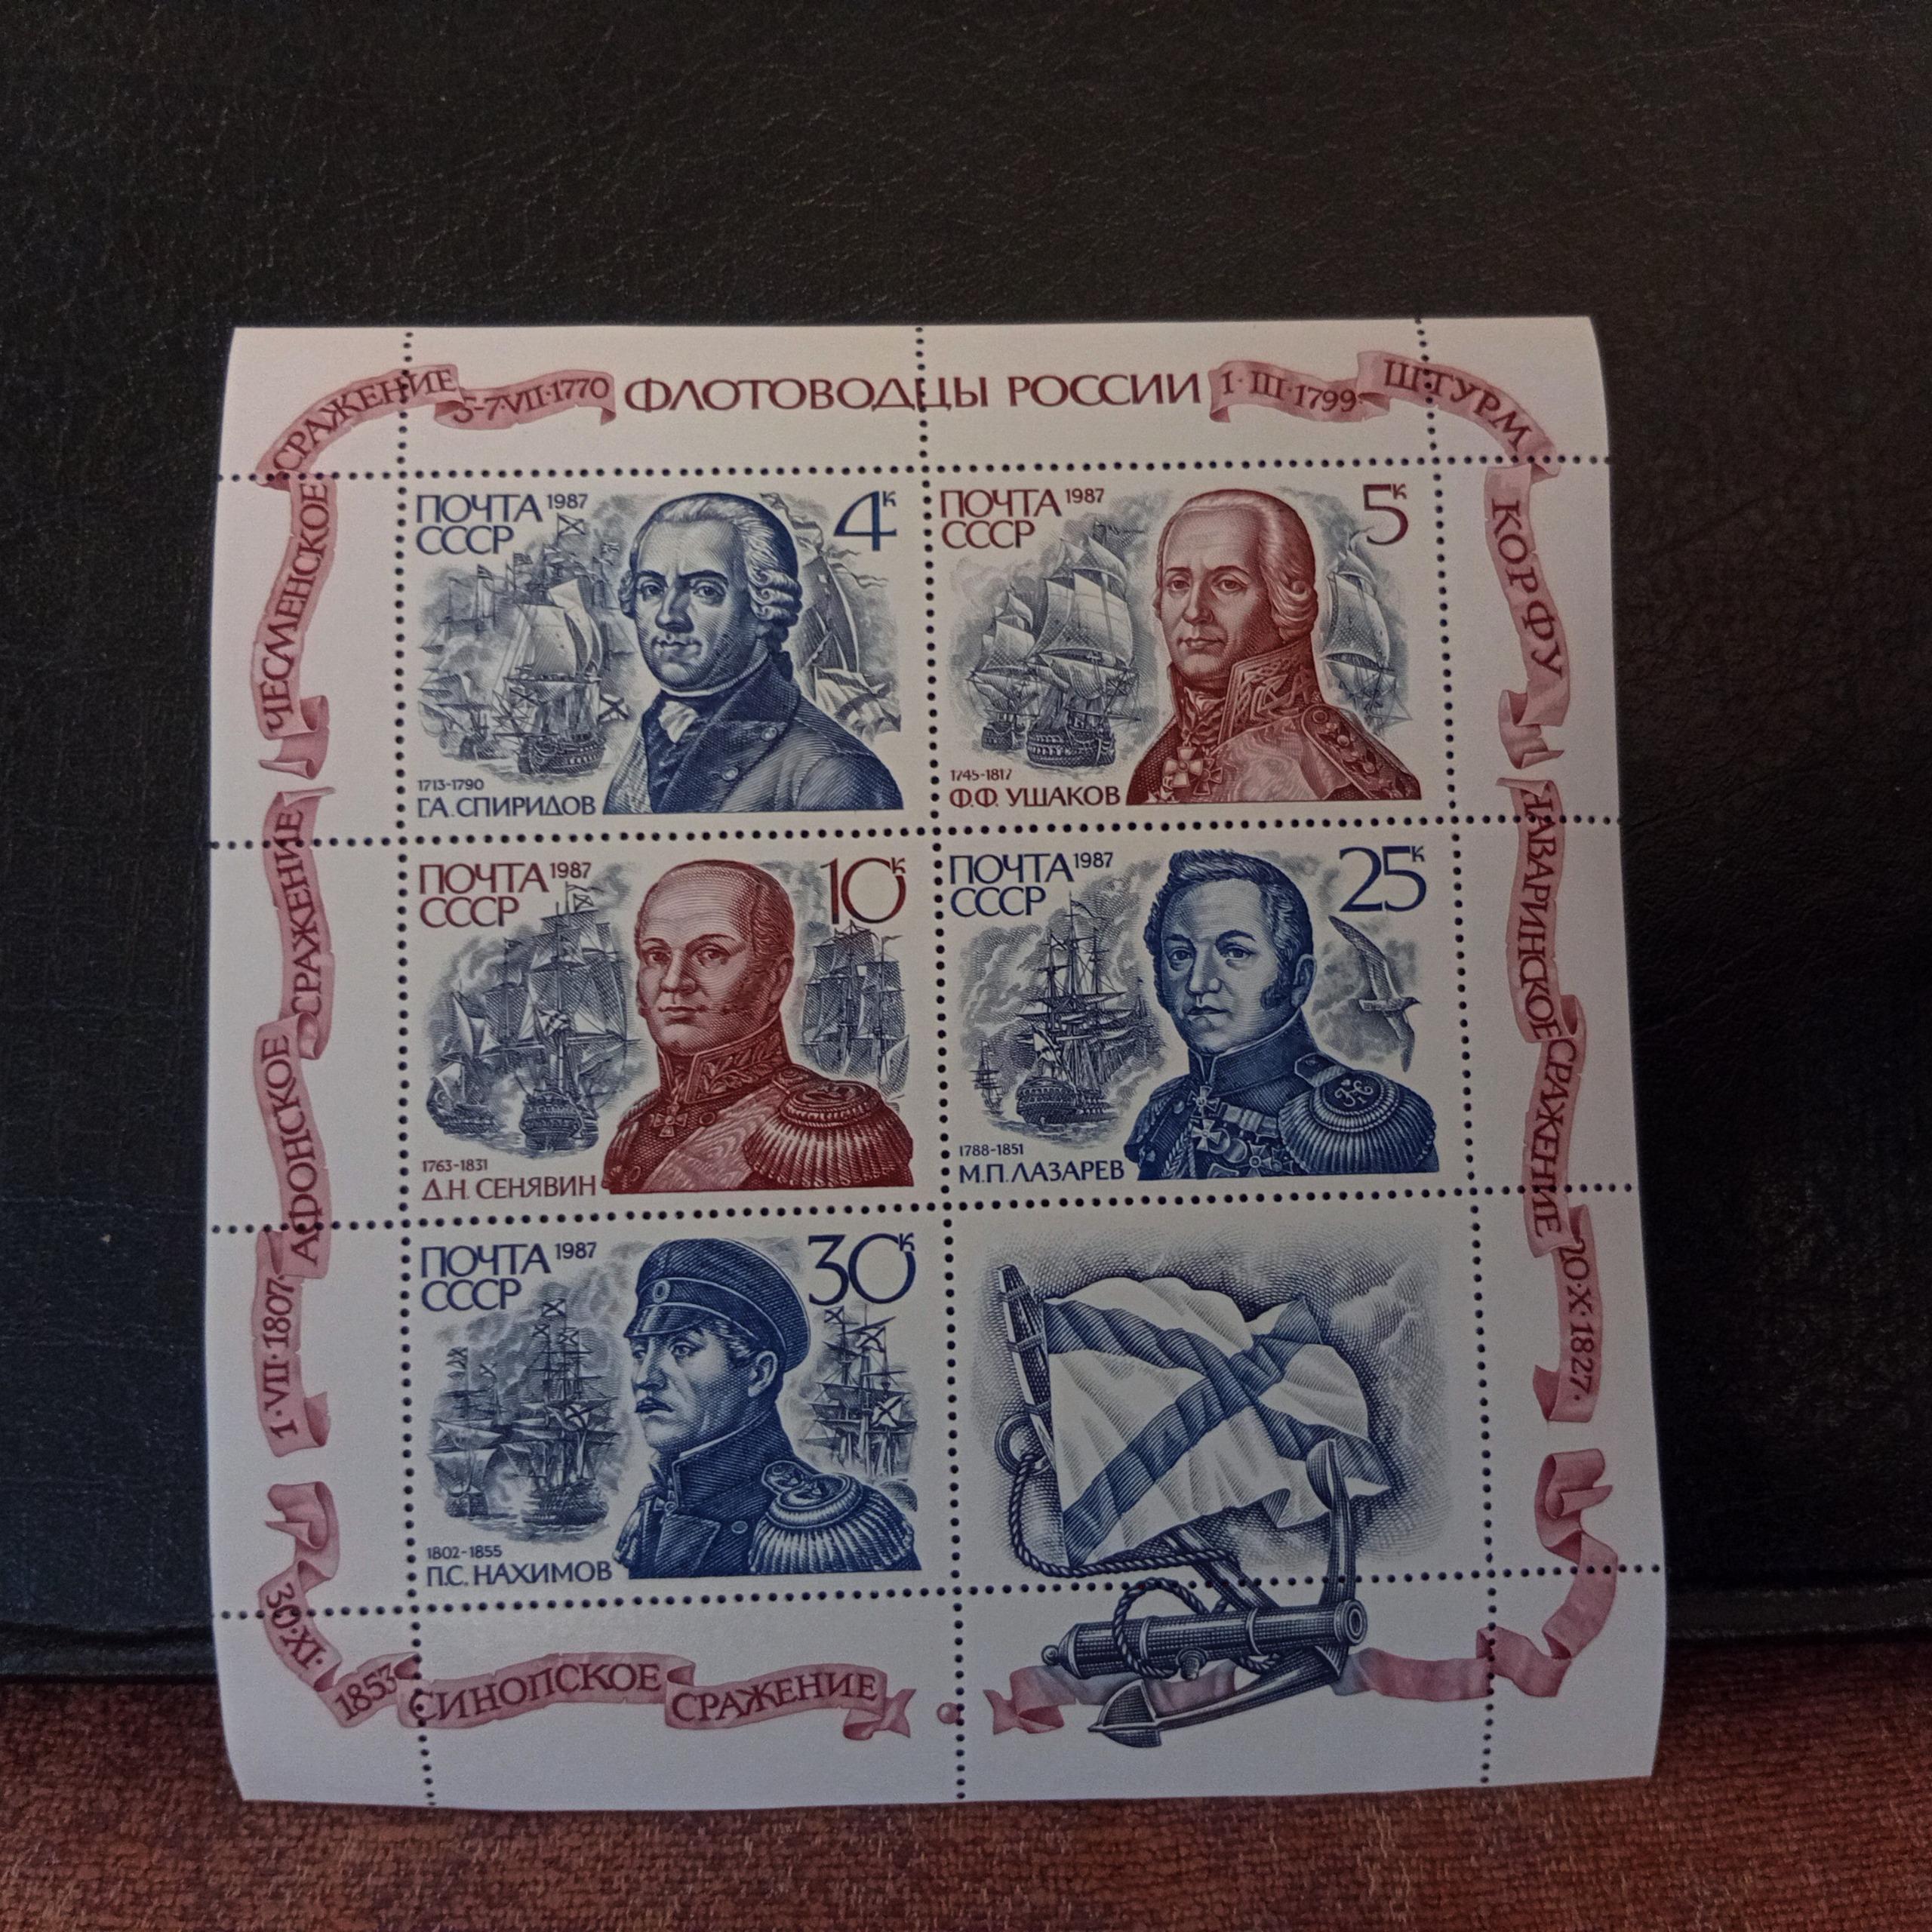 ФЛОТОВОДЦЫ РОССИИ
ЧЕСМЕНСКОЕ СРАЖЕНИЕ 5-7·VII·1770
1·III·1799 ШТУРМ КОРФУ
ПОЧТА 1987
СССР
4к
1713-1790
Г.А. СПИРИДОВ
ПОЧТА 1987
СССР
5к
1745-1817
Ф.Ф. УШАКОВ
ПОЧТА 1987
СССР
10к
1763-1831
Д.Н. СЕНЯВИН
ПОЧТА 1987
СССР
25к
1788-1851
М.П. ЛАЗАРЕВ
ПОЧТА 1987
СССР
30к
1802-1855
П.С. НАХИМОВ
1·VII·1807 АФОНСКОЕ СРАЖЕНИЕ
НАВАРИНСКОЕ СРАЖЕНИЕ 20·X·1827
30·IX·1853 СИНОПСКОЕ СРАЖЕНИЕ